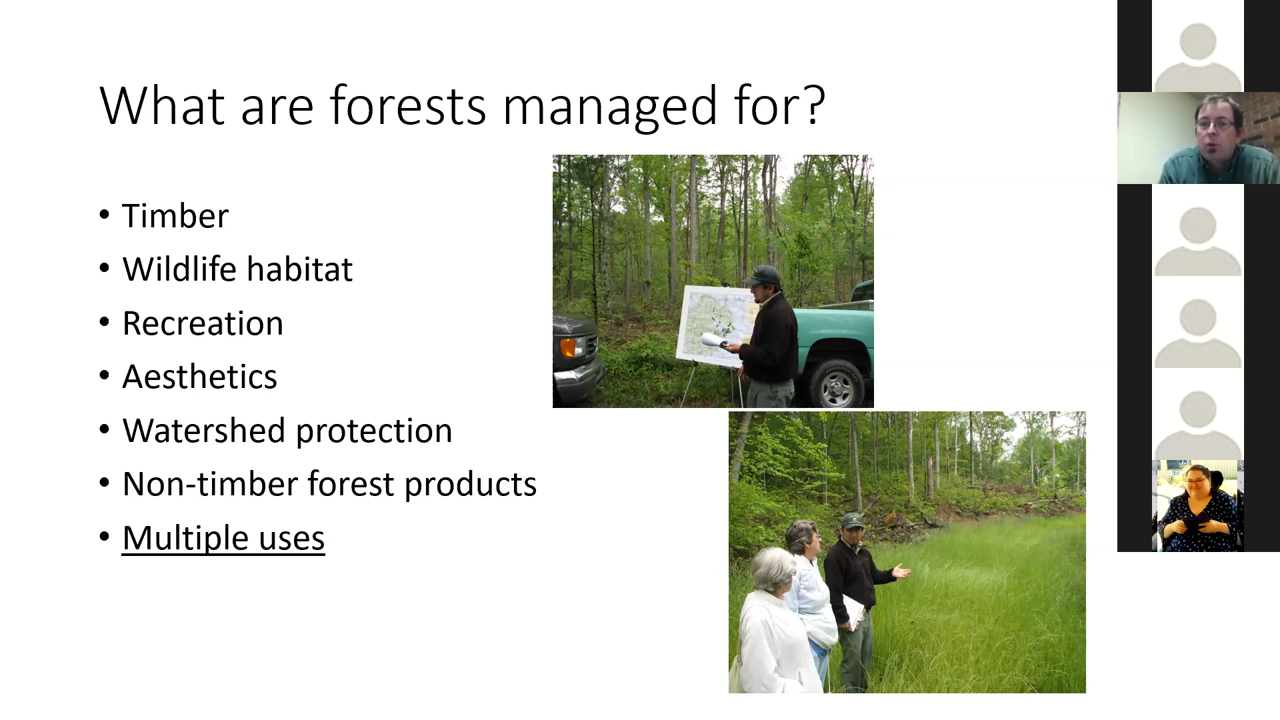 What are forests managed for?
• Timber
• Wildlife habitat
• Recreation
• Aesthetics
• Watershed protection
• Non-timber forest products
• Multiple uses